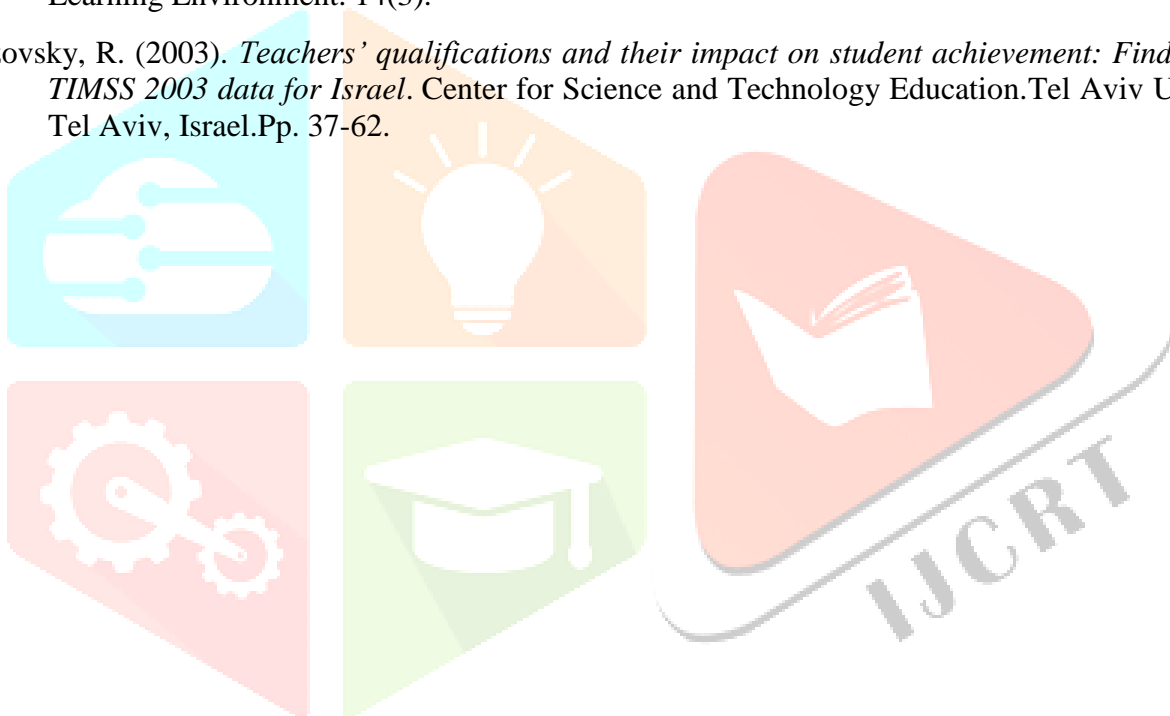 Learning Environment. 14(3).
zovsky, R. (2003). Teachers’ qualifications and their impact on student achievement: Find
TIMSS 2003 data for Israel. Center for Science and Technology Education.Tel Aviv U
Tel Aviv, Israel.Pp. 37-62.
IJCRT